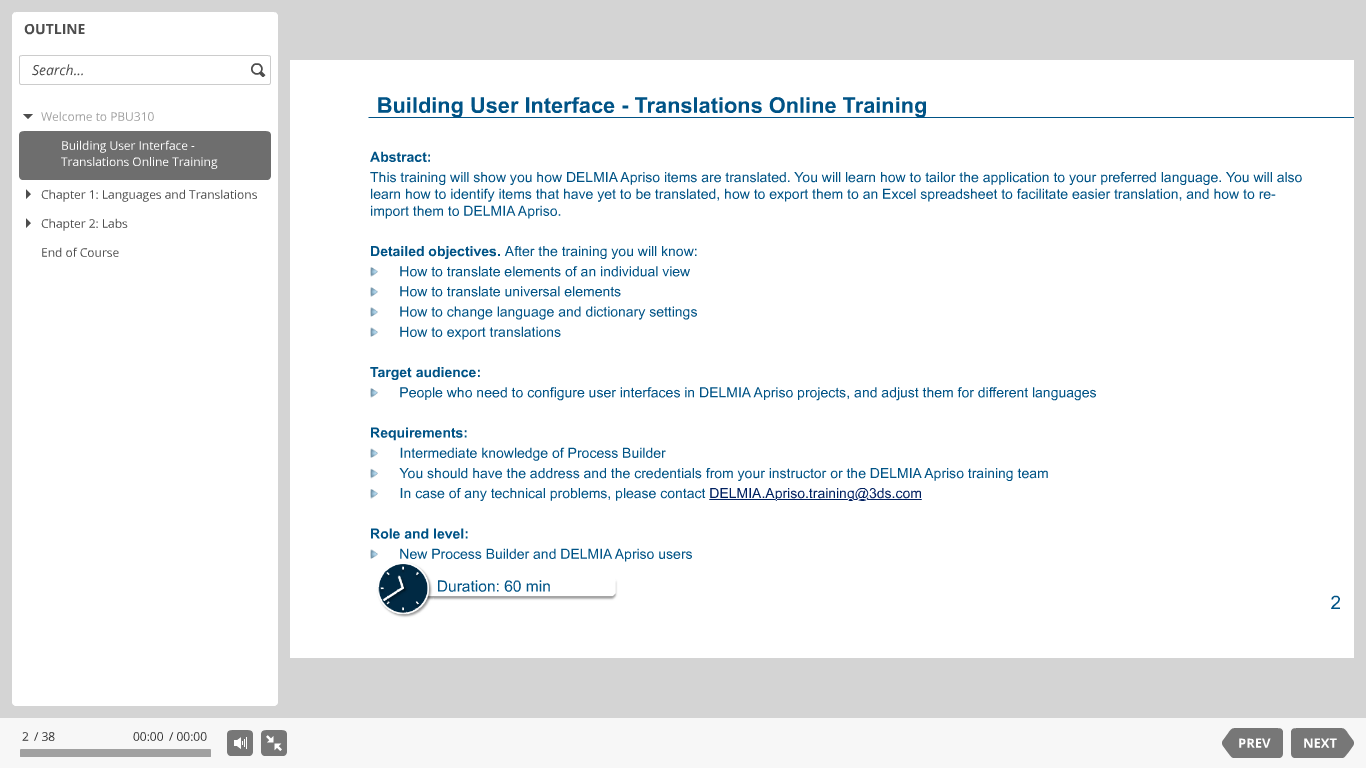 OUTLINE
Search...
Welcome to PBU310
Building User Interface -
Translations Online Training
Chapter 1: Languages and Translations
Chapter 2: Labs
End of Course
Building User Interface - Translations Online Training
Abstract:
This training will show you how DELMIA Apriso items are translated. You will learn how to tailor the application to your preferred language. You will also
learn how to identify items that have yet to be translated, how to export them to an Excel spreadsheet to facilitate easier translation, and how to re-
import them to DELMIA Apriso.
Detailed objectives. After the training you will know:
How to translate elements of an individual view
How to translate universal elements
How to change language and dictionary settings
How to export translations
Target audience:
People who need to configure user interfaces in DELMIA Apriso projects, and adjust them for different languages
Requirements:
Intermediate knowledge of Process Builder
You should have the address and the credentials from your instructor or the DELMIA Apriso training team
In case of any technical problems, please contact DELMIA.Apriso.training@3ds.com
Role and level:
New Process Builder and DELMIA Apriso users
Duration: 60 min
2
2 / 38
00:00 / 00:00
PREV
NEXT